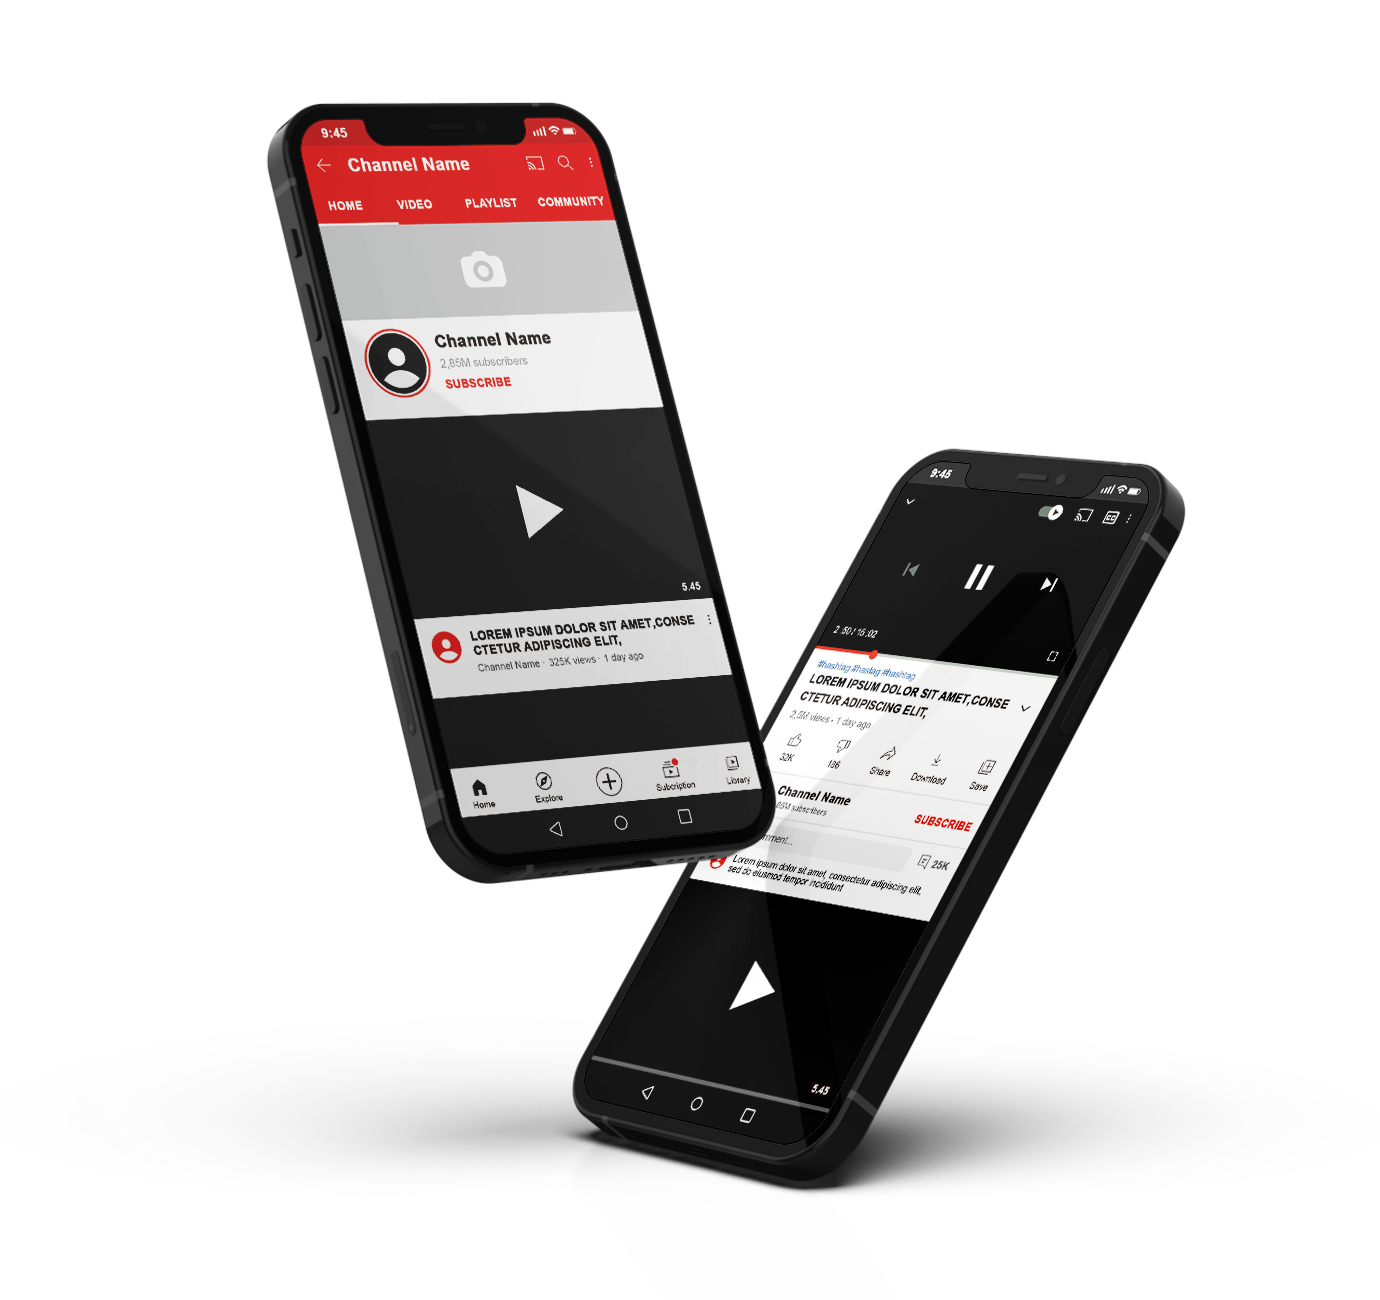 9:45
Channel Name
HOME VIDEO PLAYLIST COMMUNITY
Channel Name
2,85M subscribers
SUBSCRIBE
5.45
LOREM IPSUM DOLOR SIT AMET,CONSE
CTETUR ADIPISCING ELIT,
Channel Name · 325K views · 1 day ago
Home Explore Subcription Library
9:45
CC
2:50 / 15:02
#hashtag #hastag #hashtag
LOREM IPSUM DOLOR SIT AMET,CONSE
CTETUR ADIPISCING ELIT,
2,5M views • 1 day ago
32K 136 Share Download Save
Channel Name
SUBSCRIBE
subscribers
25K
Lorem ipsum dolor sit amet, consectetur adipiscing elit,
sed do eiusmod tempor incididunt
5.45